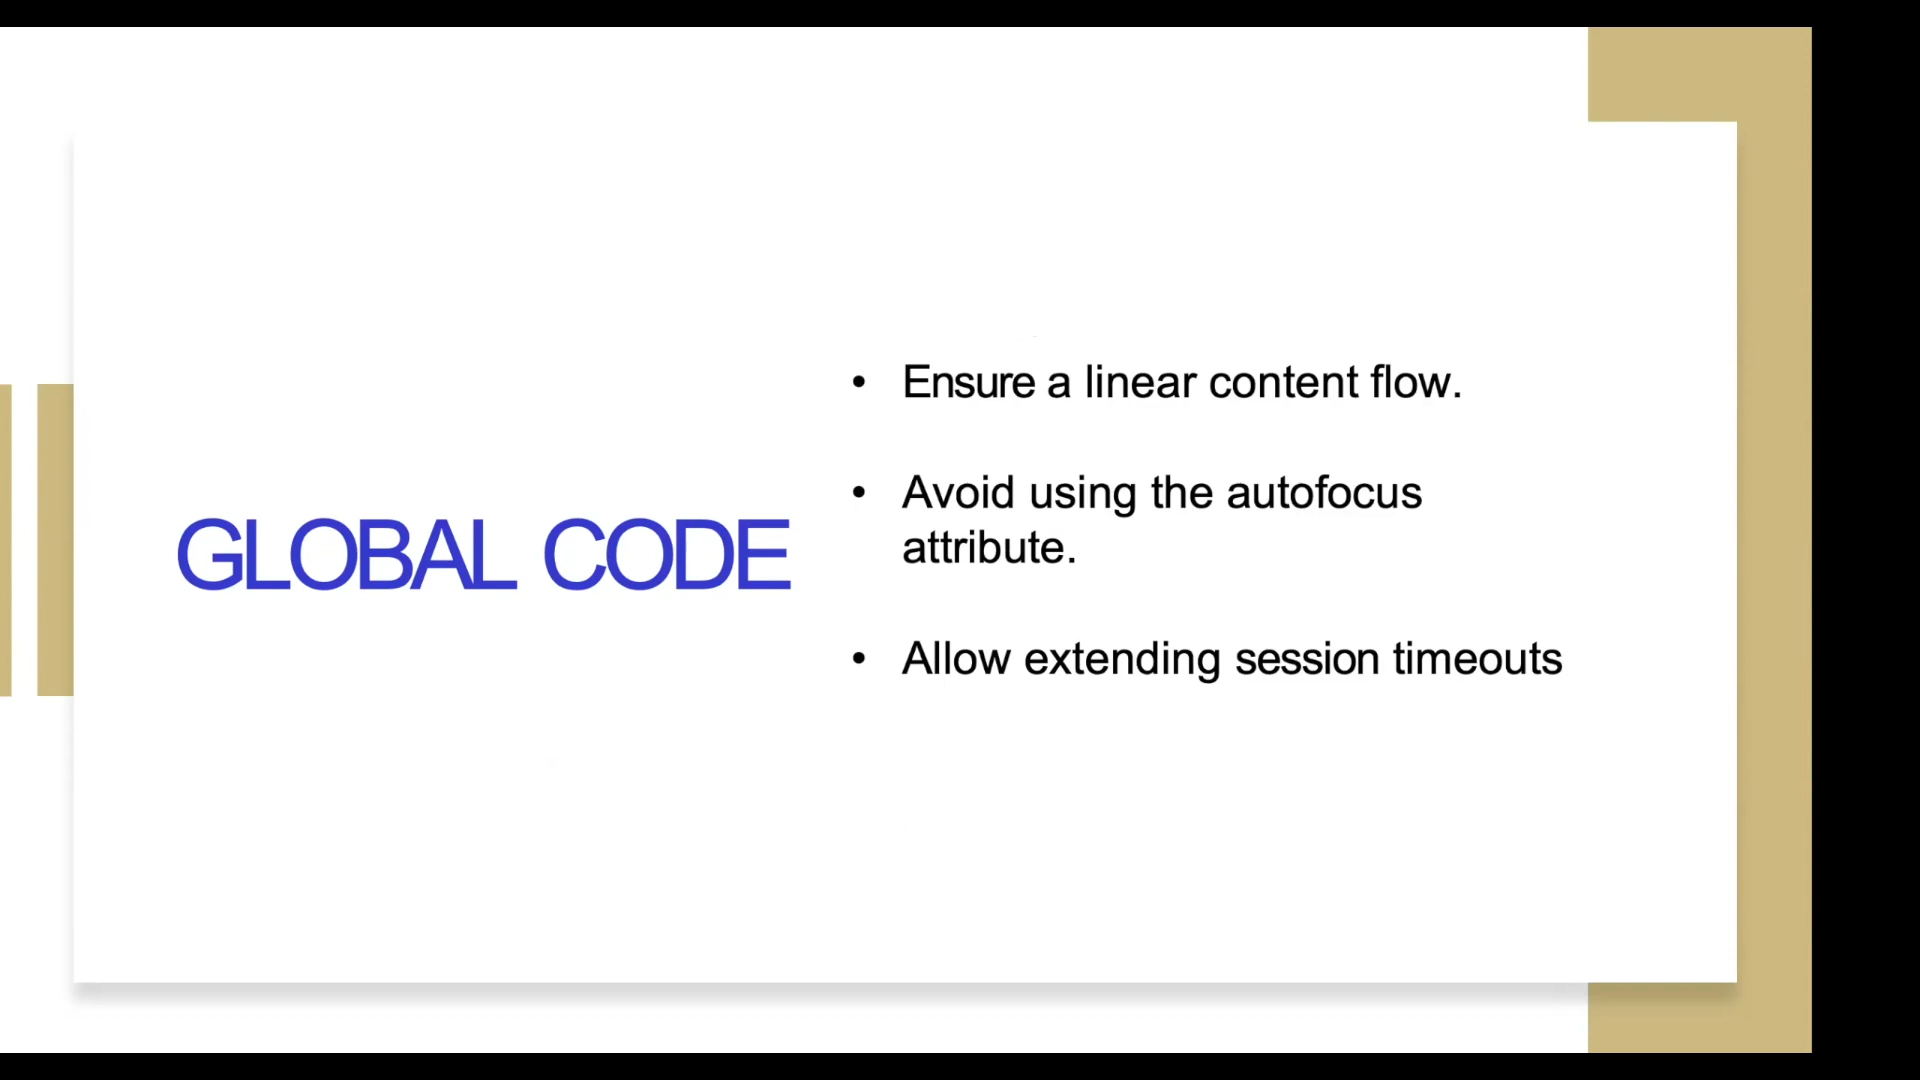 GLOBAL CODE
• Ensure a linear content flow.
• Avoid using the autofocus
attribute.
• Allow extending session timeouts